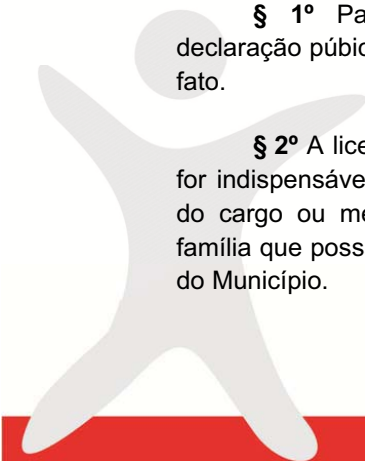 § 1º Pa
declaração púbic
fato.
§ 2º A lice
for indispensáve
do cargo ou me
família que poss
do Município.